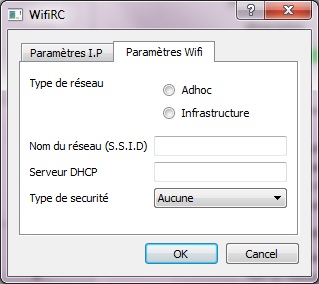 WifiRC
Paramètres I.P Paramètres Wifi
Type de réseau
Adhoc
Infrastructure
Nom du réseau (S.S.I.D)
Serveur DHCP
Type de securité Aucune
OK Cancel